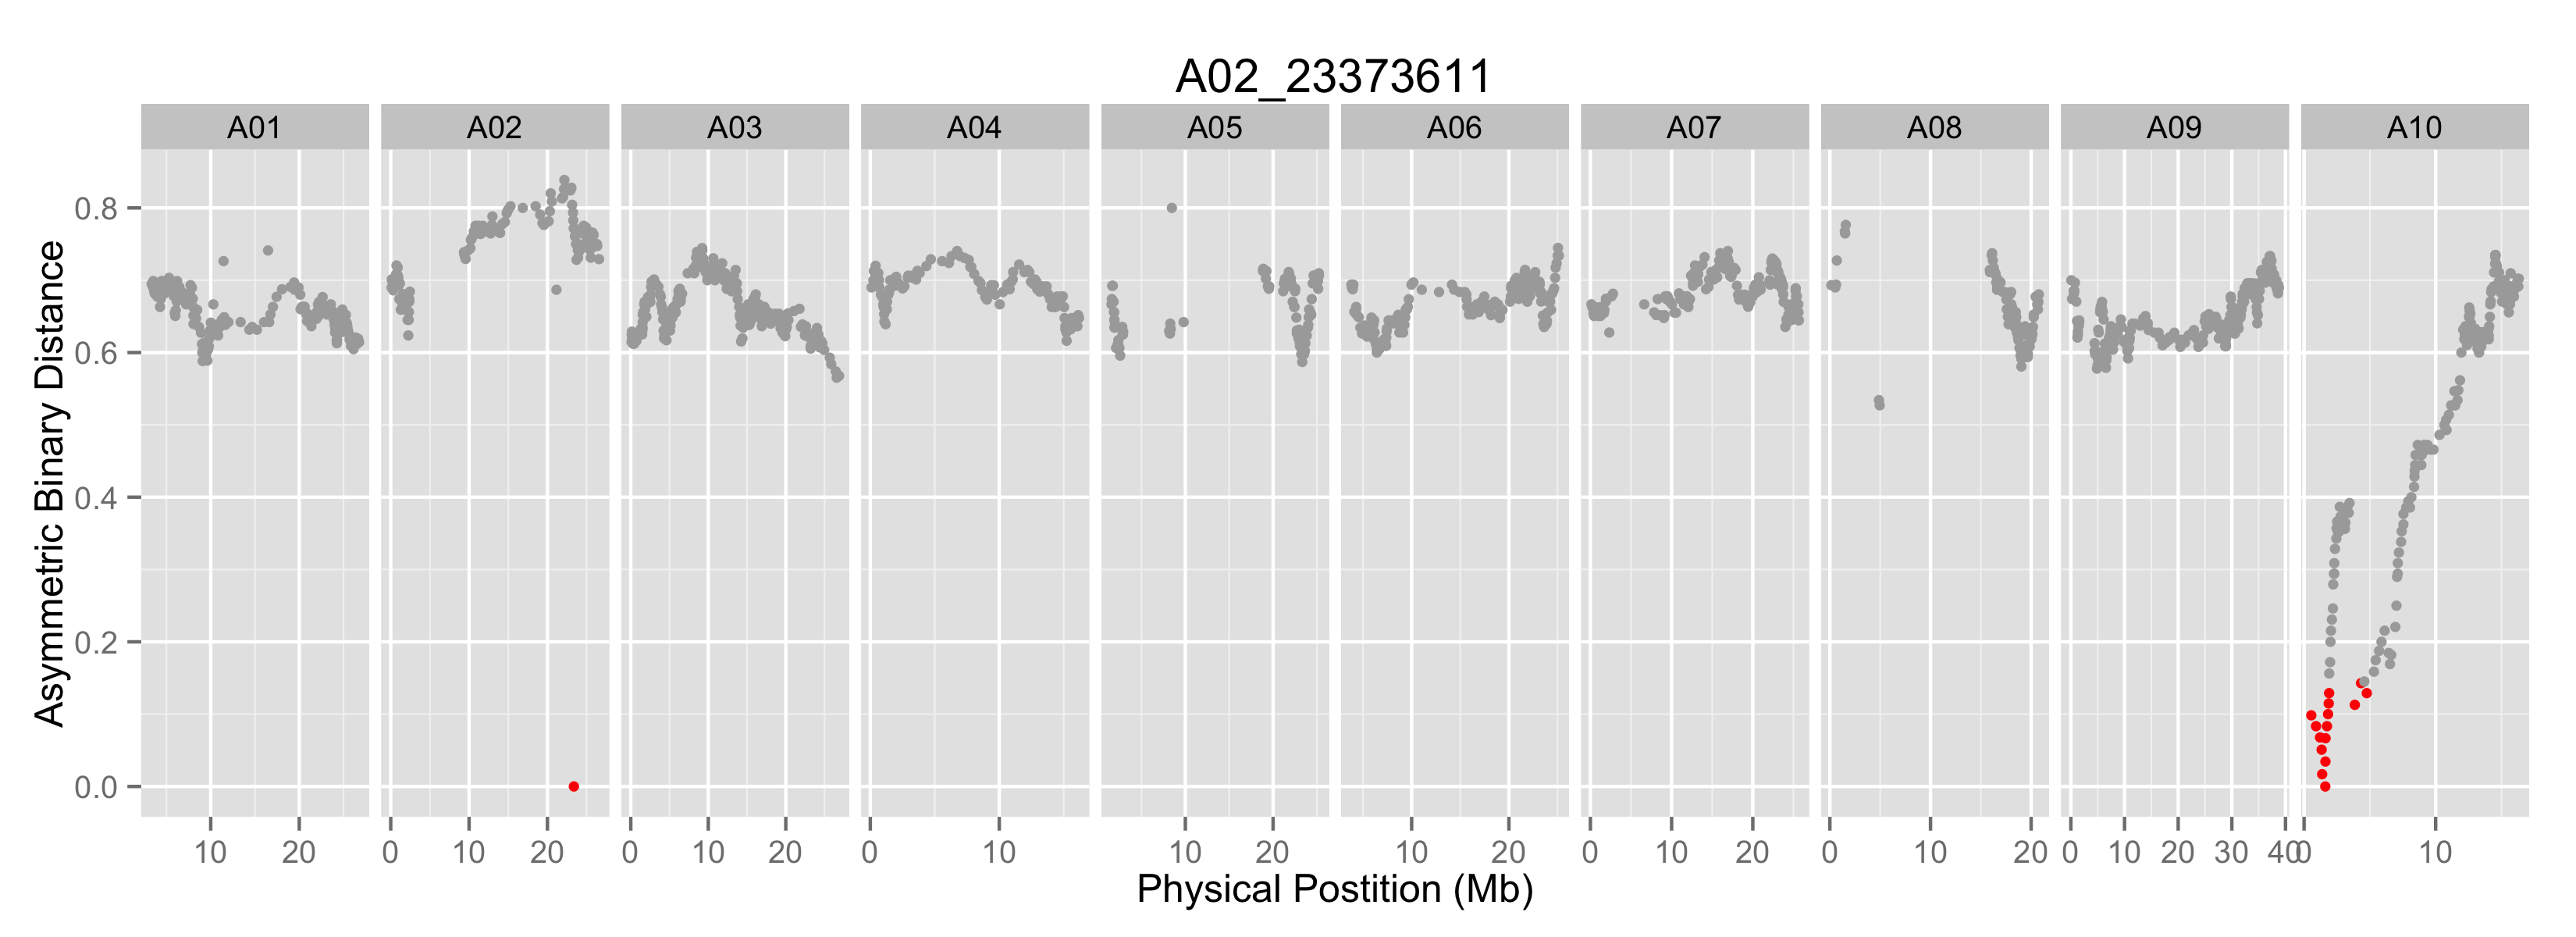 A02_23373611
A01 A02 A03 A04 A05 A06 A07 A08 A09 A10
Asymmetric Binary Distance
0.8
0.6
0.4
0.2
0.0
10 20 0 10 20 0 10 20 0 10 10 20 10 20 0 10 20 0 10 20 0 10 20 30 40 0 10
Physical Postition (Mb)